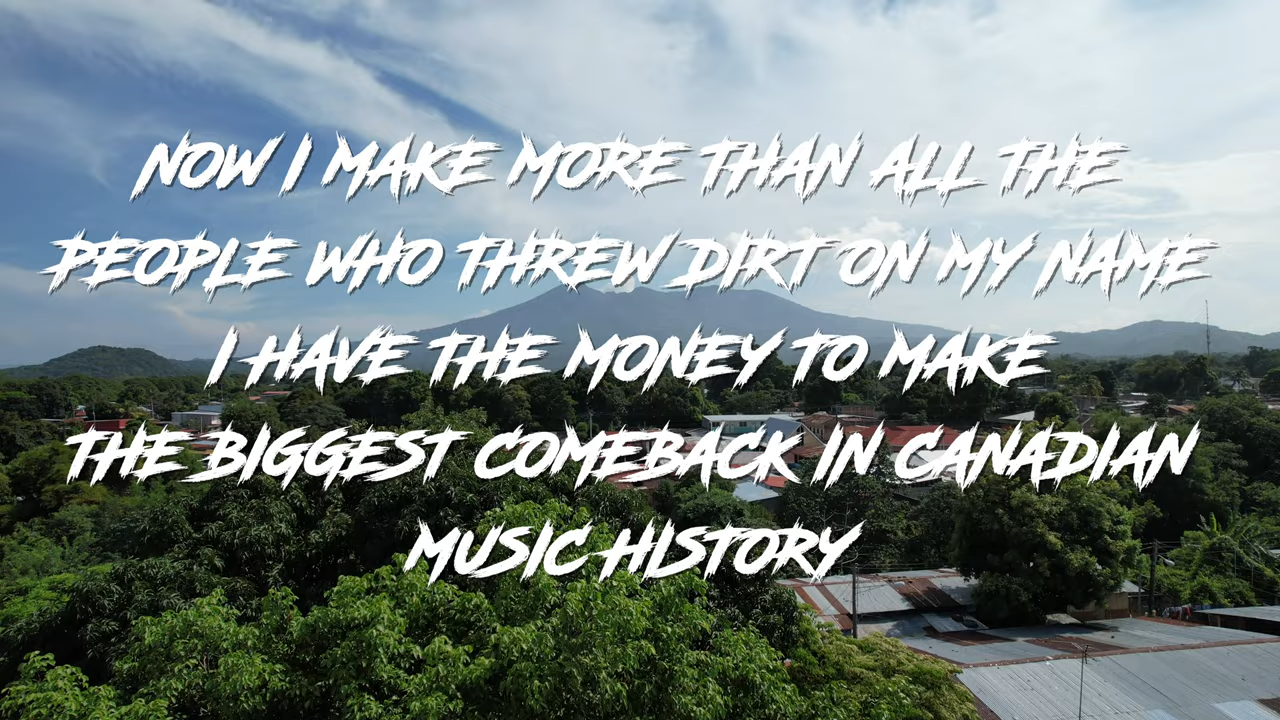 NOW I MAKE MORE THAN ALL THE
PEOPLE WHO THREW DIRT ON MY NAME
I HAVE THE MONEY TO MAKE
THE BIGGEST COMEBACK IN CANADIAN
MUSIC HISTORY